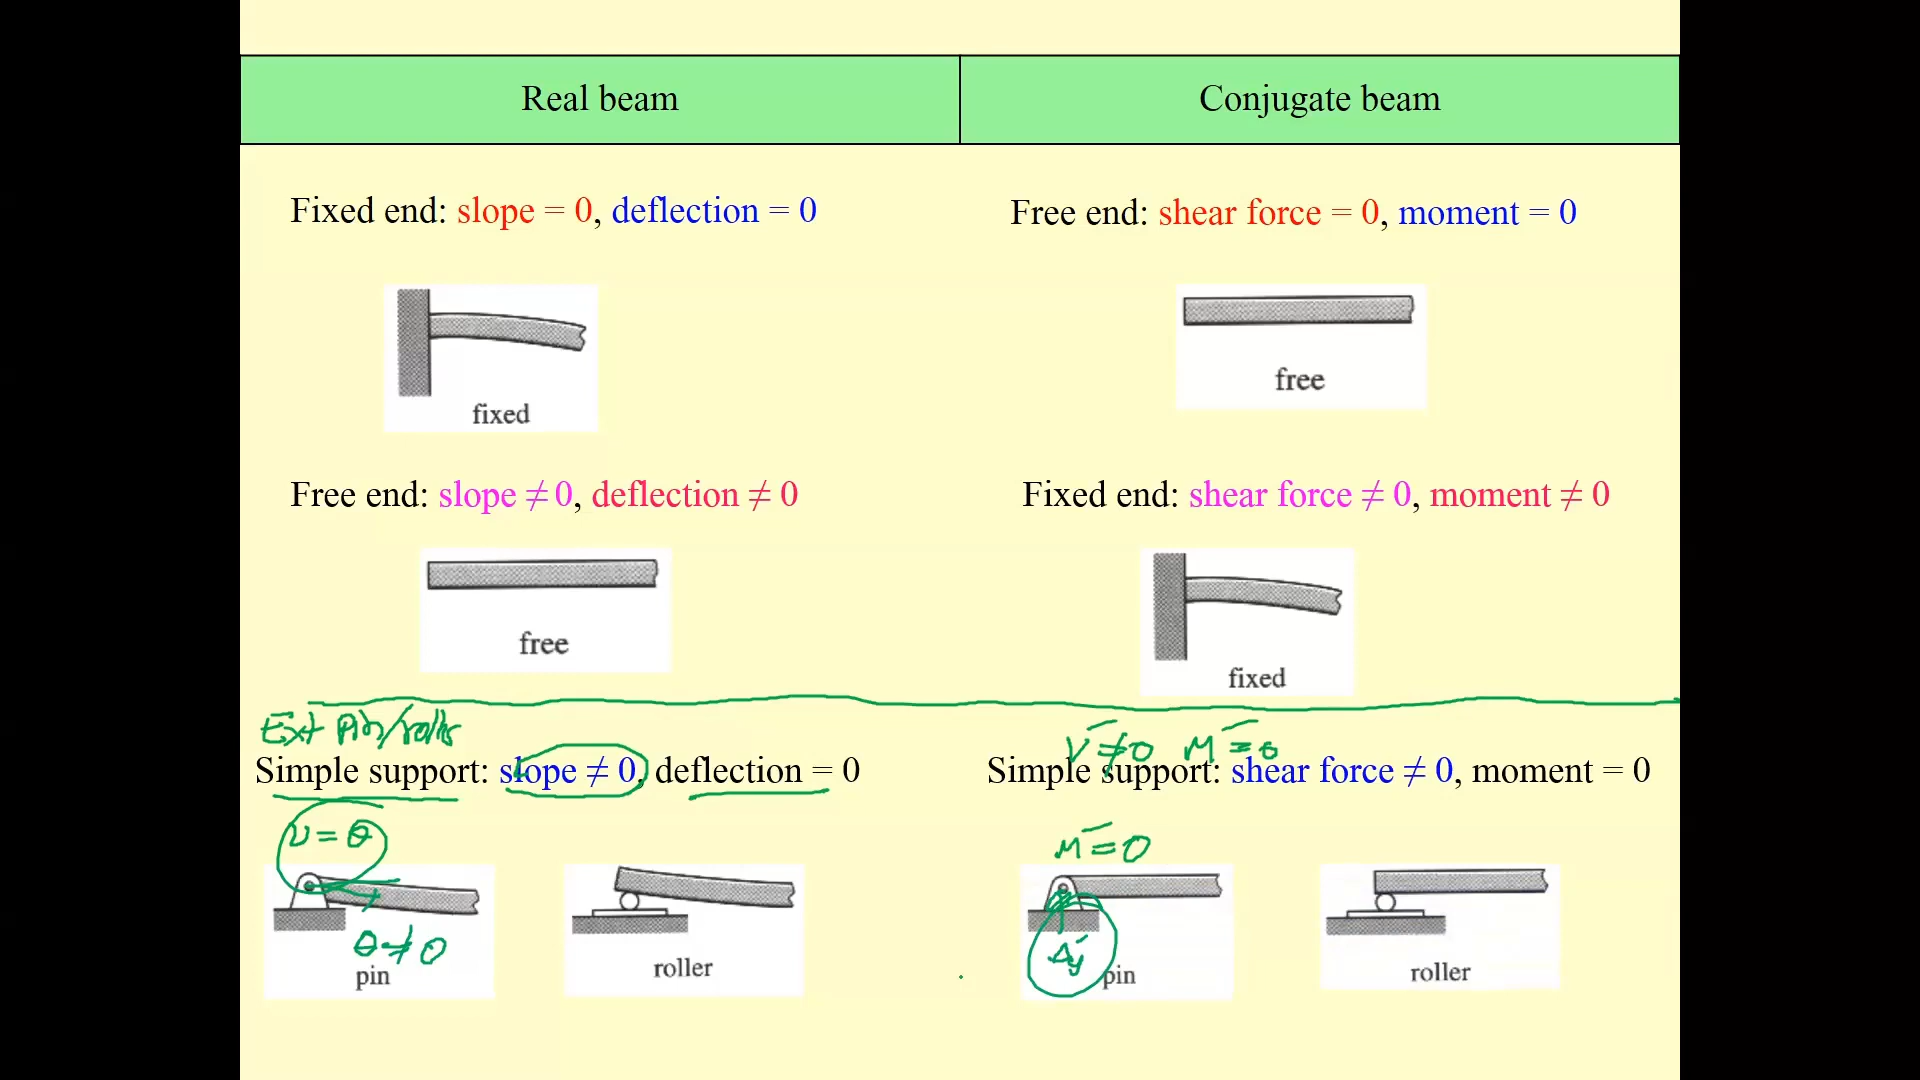 Real beam
Conjugate beam
Fixed end: slope = 0, deflection = 0
Free end: shear force = 0, moment = 0
fixed
free
Free end: slope ≠ 0, deflection ≠ 0
Fixed end: shear force ≠ 0, moment ≠ 0
free
fixed
Ext Pin/
V̅ ≠ 0 M̅ = 0
Simple support: slope ≠ 0, deflection = 0
Simple support: shear force ≠ 0, moment = 0
M̅ = 0
θ ≠ 0
pin
roller
pin
roller